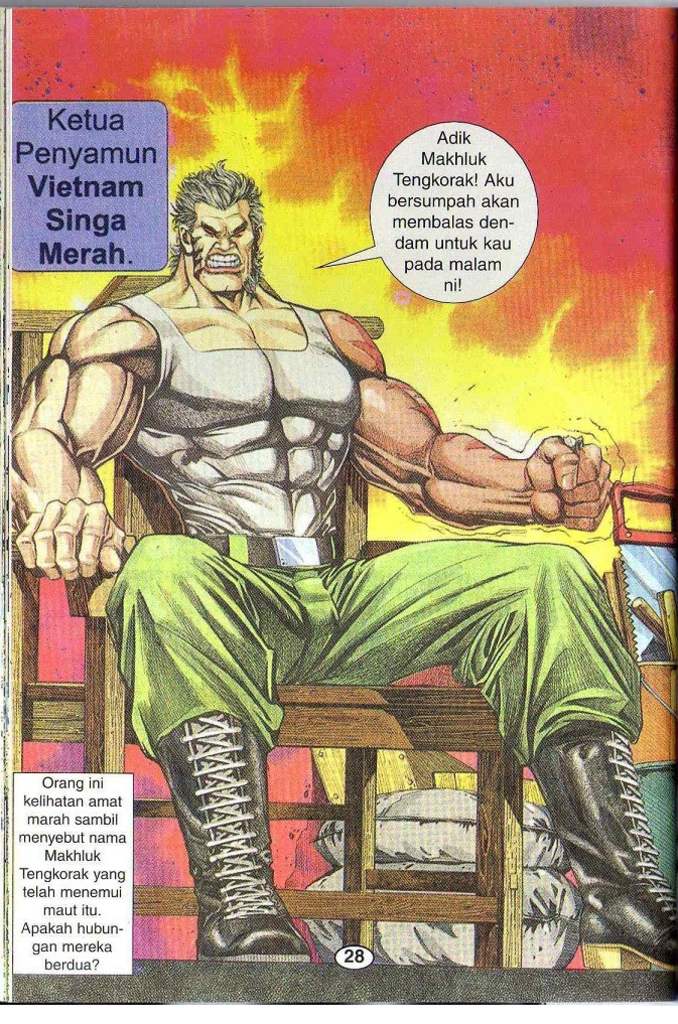 Ketua
Penyamun
Vietnam
Singa
Merah.
Adik
Makhluk
Tengkorak! Aku
bersumpah akan
membalas den-
dam untuk kau
pada malam
ni!
Orang ini
kelihatan amat
marah sambil
menyebut nama
Makhluk
Tengkorak yang
telah menemui
maut itu.
Apakah hubun-
gan mereka
berdua?
28